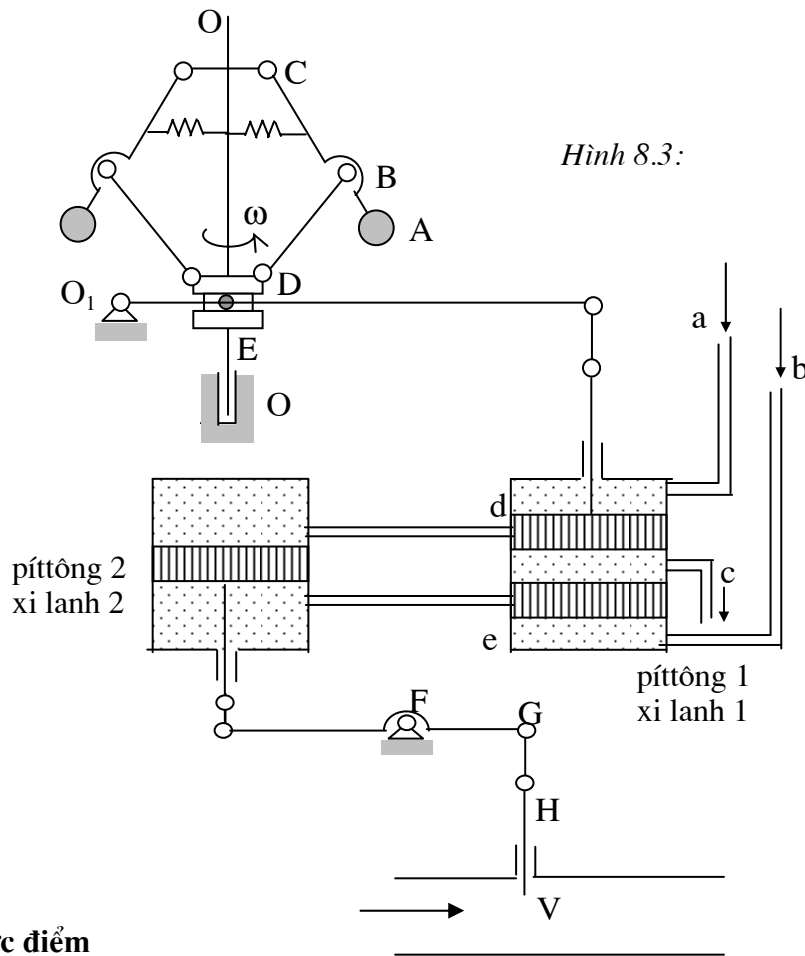 O
C
Hình 8.3:
B
ω
A
D
O1
a
E
b
O
d
píttông 2
c
xi lanh 2
e
píttông 1
F
G
xi lanh 1
H
V
điểm